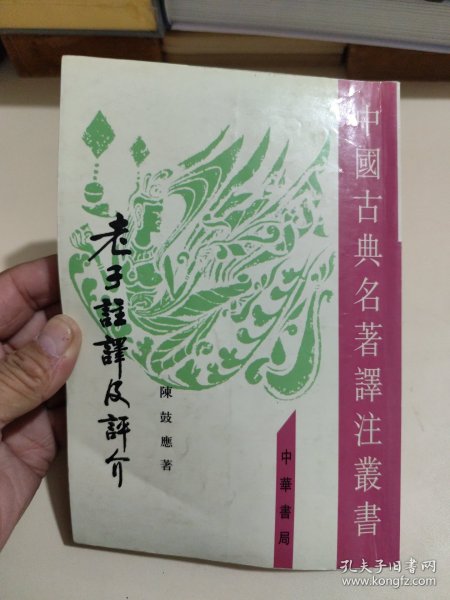 中國古典名著譯注叢書
老子註譯及評介
陳鼓應著
中華書局
孔夫子旧书网
www.kongfz.com